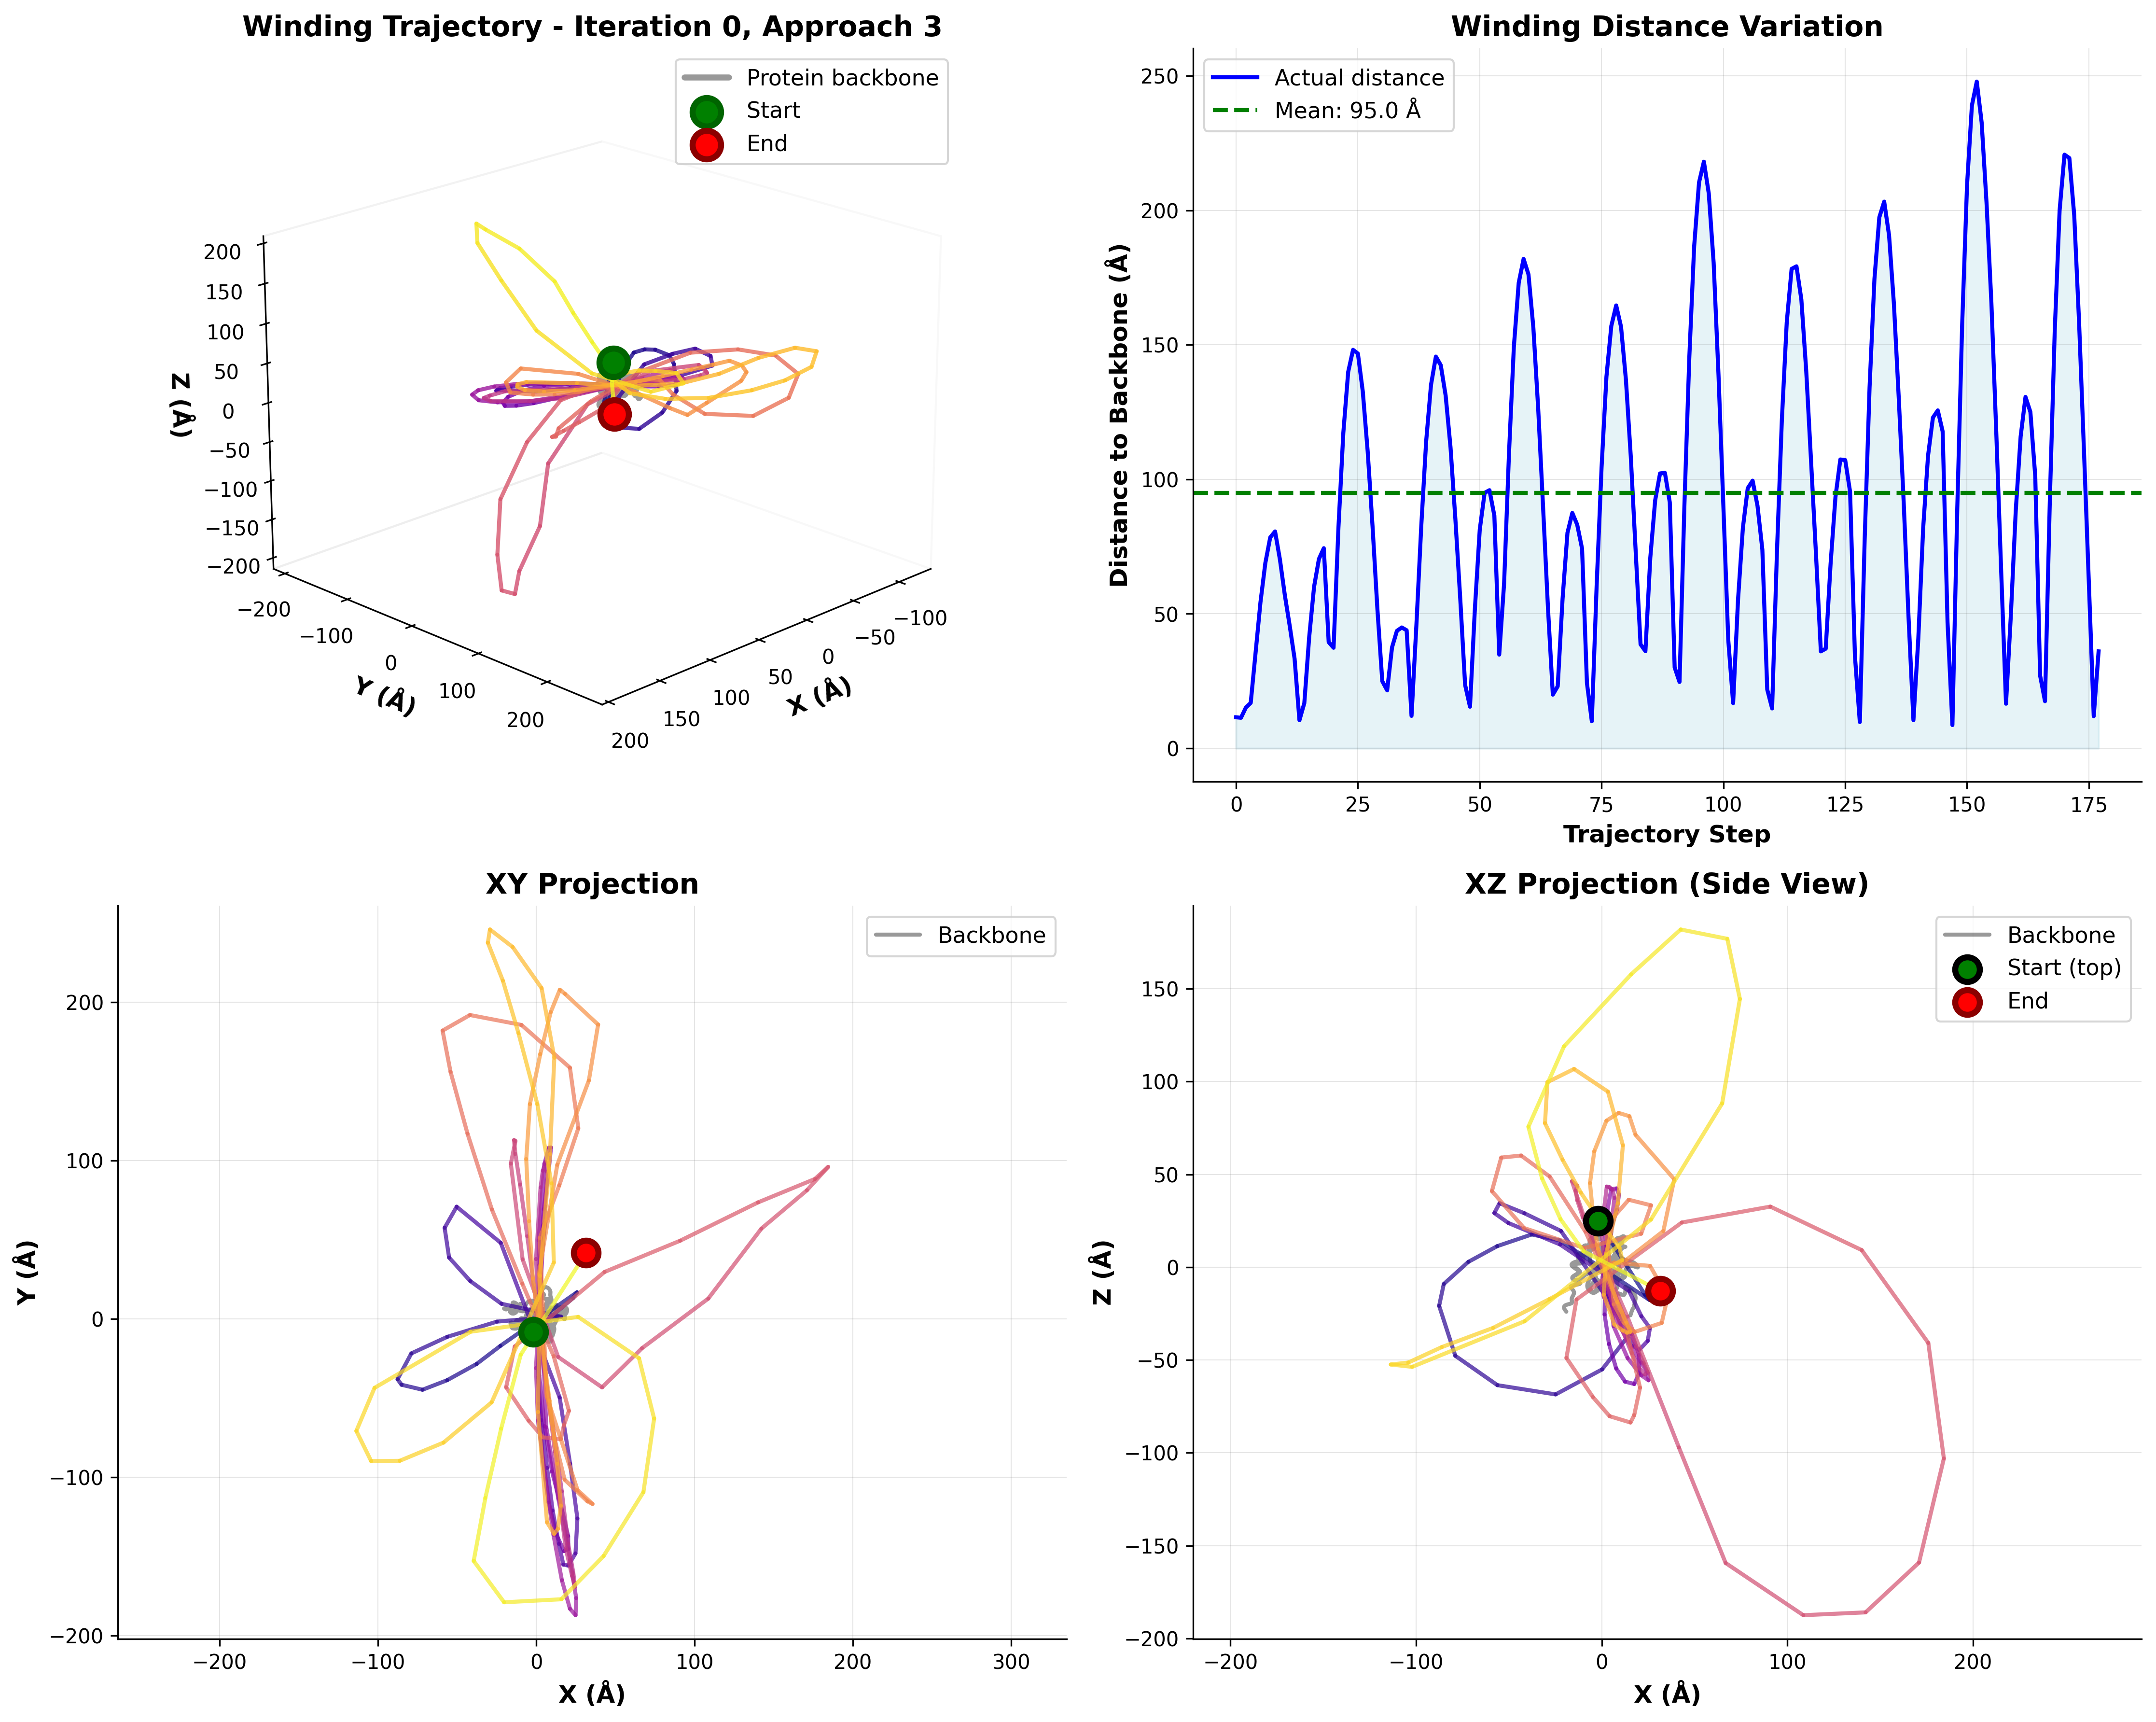 Winding Trajectory - Iteration 0, Approach 3
Protein backbone
Start
End
200
150
100
50
0
−50
−100
−150
−200
Z (Å)
−200
−100
0
100
200
Y (Å)
200
150
100
50
0
−50
−100
X (Å)
Winding Distance Variation
Actual distance
Mean: 95.0 Å
250
200
150
100
50
0
Distance to Backbone (Å)
0 25 50 75 100 125 150 175
Trajectory Step
XY Projection
Backbone
200
100
0
−100
−200
Y (Å)
−200 −100 0 100 200 300
X (Å)
XZ Projection (Side View)
Backbone
Start (top)
End
150
100
50
0
−50
−100
−150
−200
Z (Å)
−200 −100 0 100 200
X (Å)